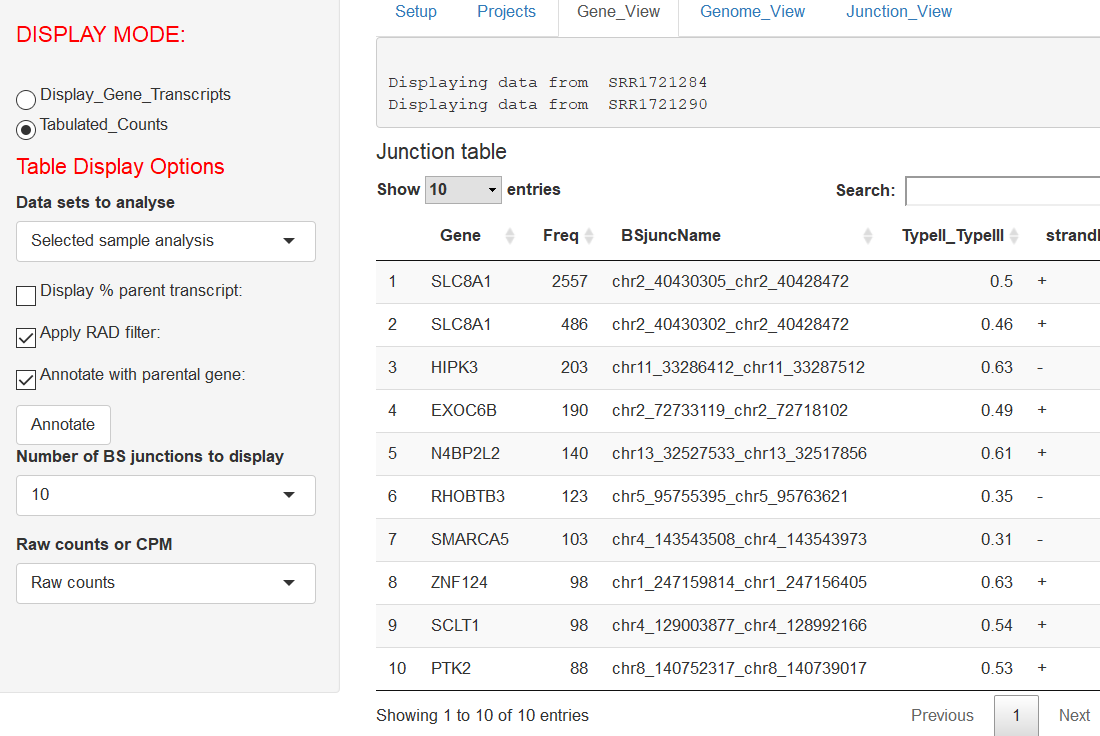 DISPLAY MODE:
Display_Gene_Transcripts
Tabulated_Counts
Table Display Options
Data sets to analyse
Selected sample analysis
Display % parent transcript:
Apply RAD filter:
Annotate with parental gene:
Annotate
Number of BS junctions to display
10
Raw counts or CPM
Raw counts
Setup Projects Gene_View Genome_View Junction_View
Displaying data from SRR1721284
Displaying data from SRR1721290
Junction table
Show 10 entries Search:
Gene Freq BSjuncName TypeII_TypeIII strand
1 SLC8A1 2557 chr2_40430305_chr2_40428472 0.5 +
2 SLC8A1 486 chr2_40430302_chr2_40428472 0.46 +
3 HIPK3 203 chr11_33286412_chr11_33287512 0.63 -
4 EXOC6B 190 chr2_72733119_chr2_72718102 0.49 +
5 N4BP2L2 140 chr13_32527533_chr13_32517856 0.61 +
6 RHOBTB3 123 chr5_95755395_chr5_95763621 0.35 -
7 SMARCA5 103 chr4_143543508_chr4_143543973 0.31 -
8 ZNF124 98 chr1_247159814_chr1_247156405 0.63 +
9 SCLT1 98 chr4_129003877_chr4_128992166 0.54 +
10 PTK2 88 chr8_140752317_chr8_140739017 0.53 +
Showing 1 to 10 of 10 entries Previous 1 Next